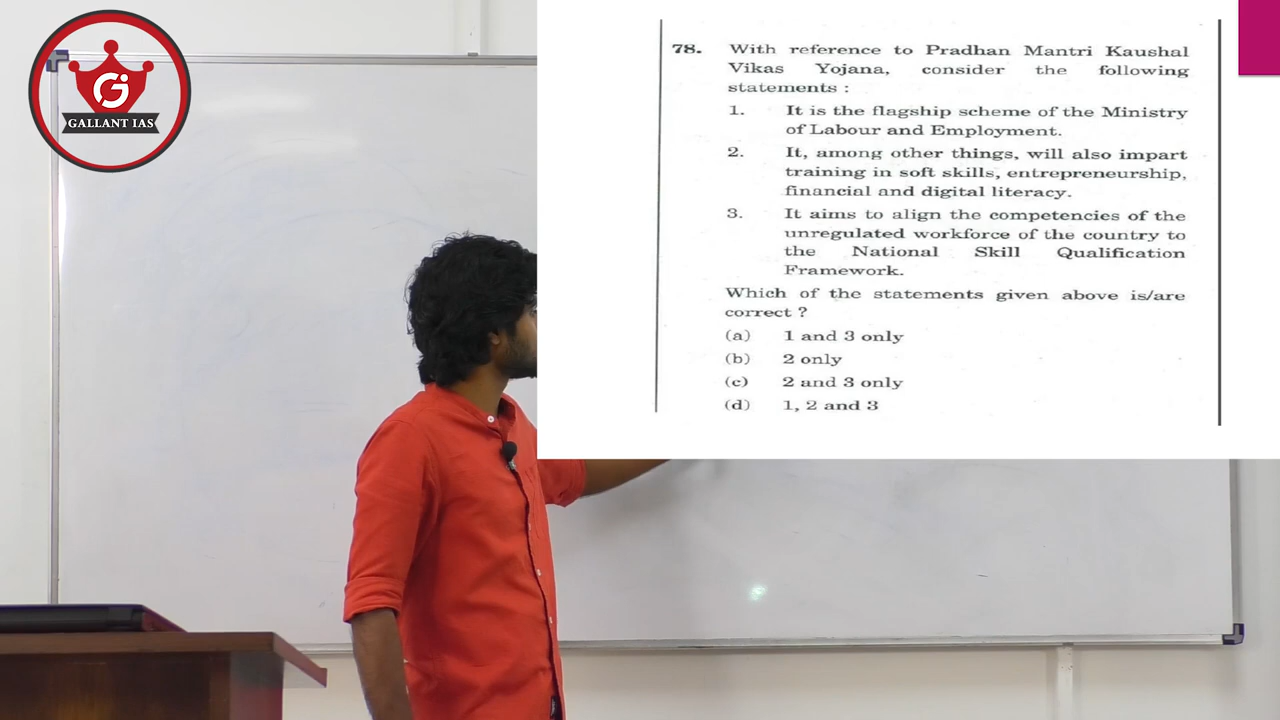 GALLANT IAS
78. With reference to Pradhan Mantri Kaushal
Vikas Yojana, consider the following
statements :
1. It is the flagship scheme of the Ministry
of Labour and Employment.
2. It, among other things, will also impart
training in soft skills, entrepreneurship,
financial and digital literacy.
3. It aims to align the competencies of the
unregulated workforce of the country to
the National Skill Qualification
Framework.
Which of the statements given above is/are
correct ?
(a) 1 and 3 only
(b) 2 only
(c) 2 and 3 only
(d) 1, 2 and 3